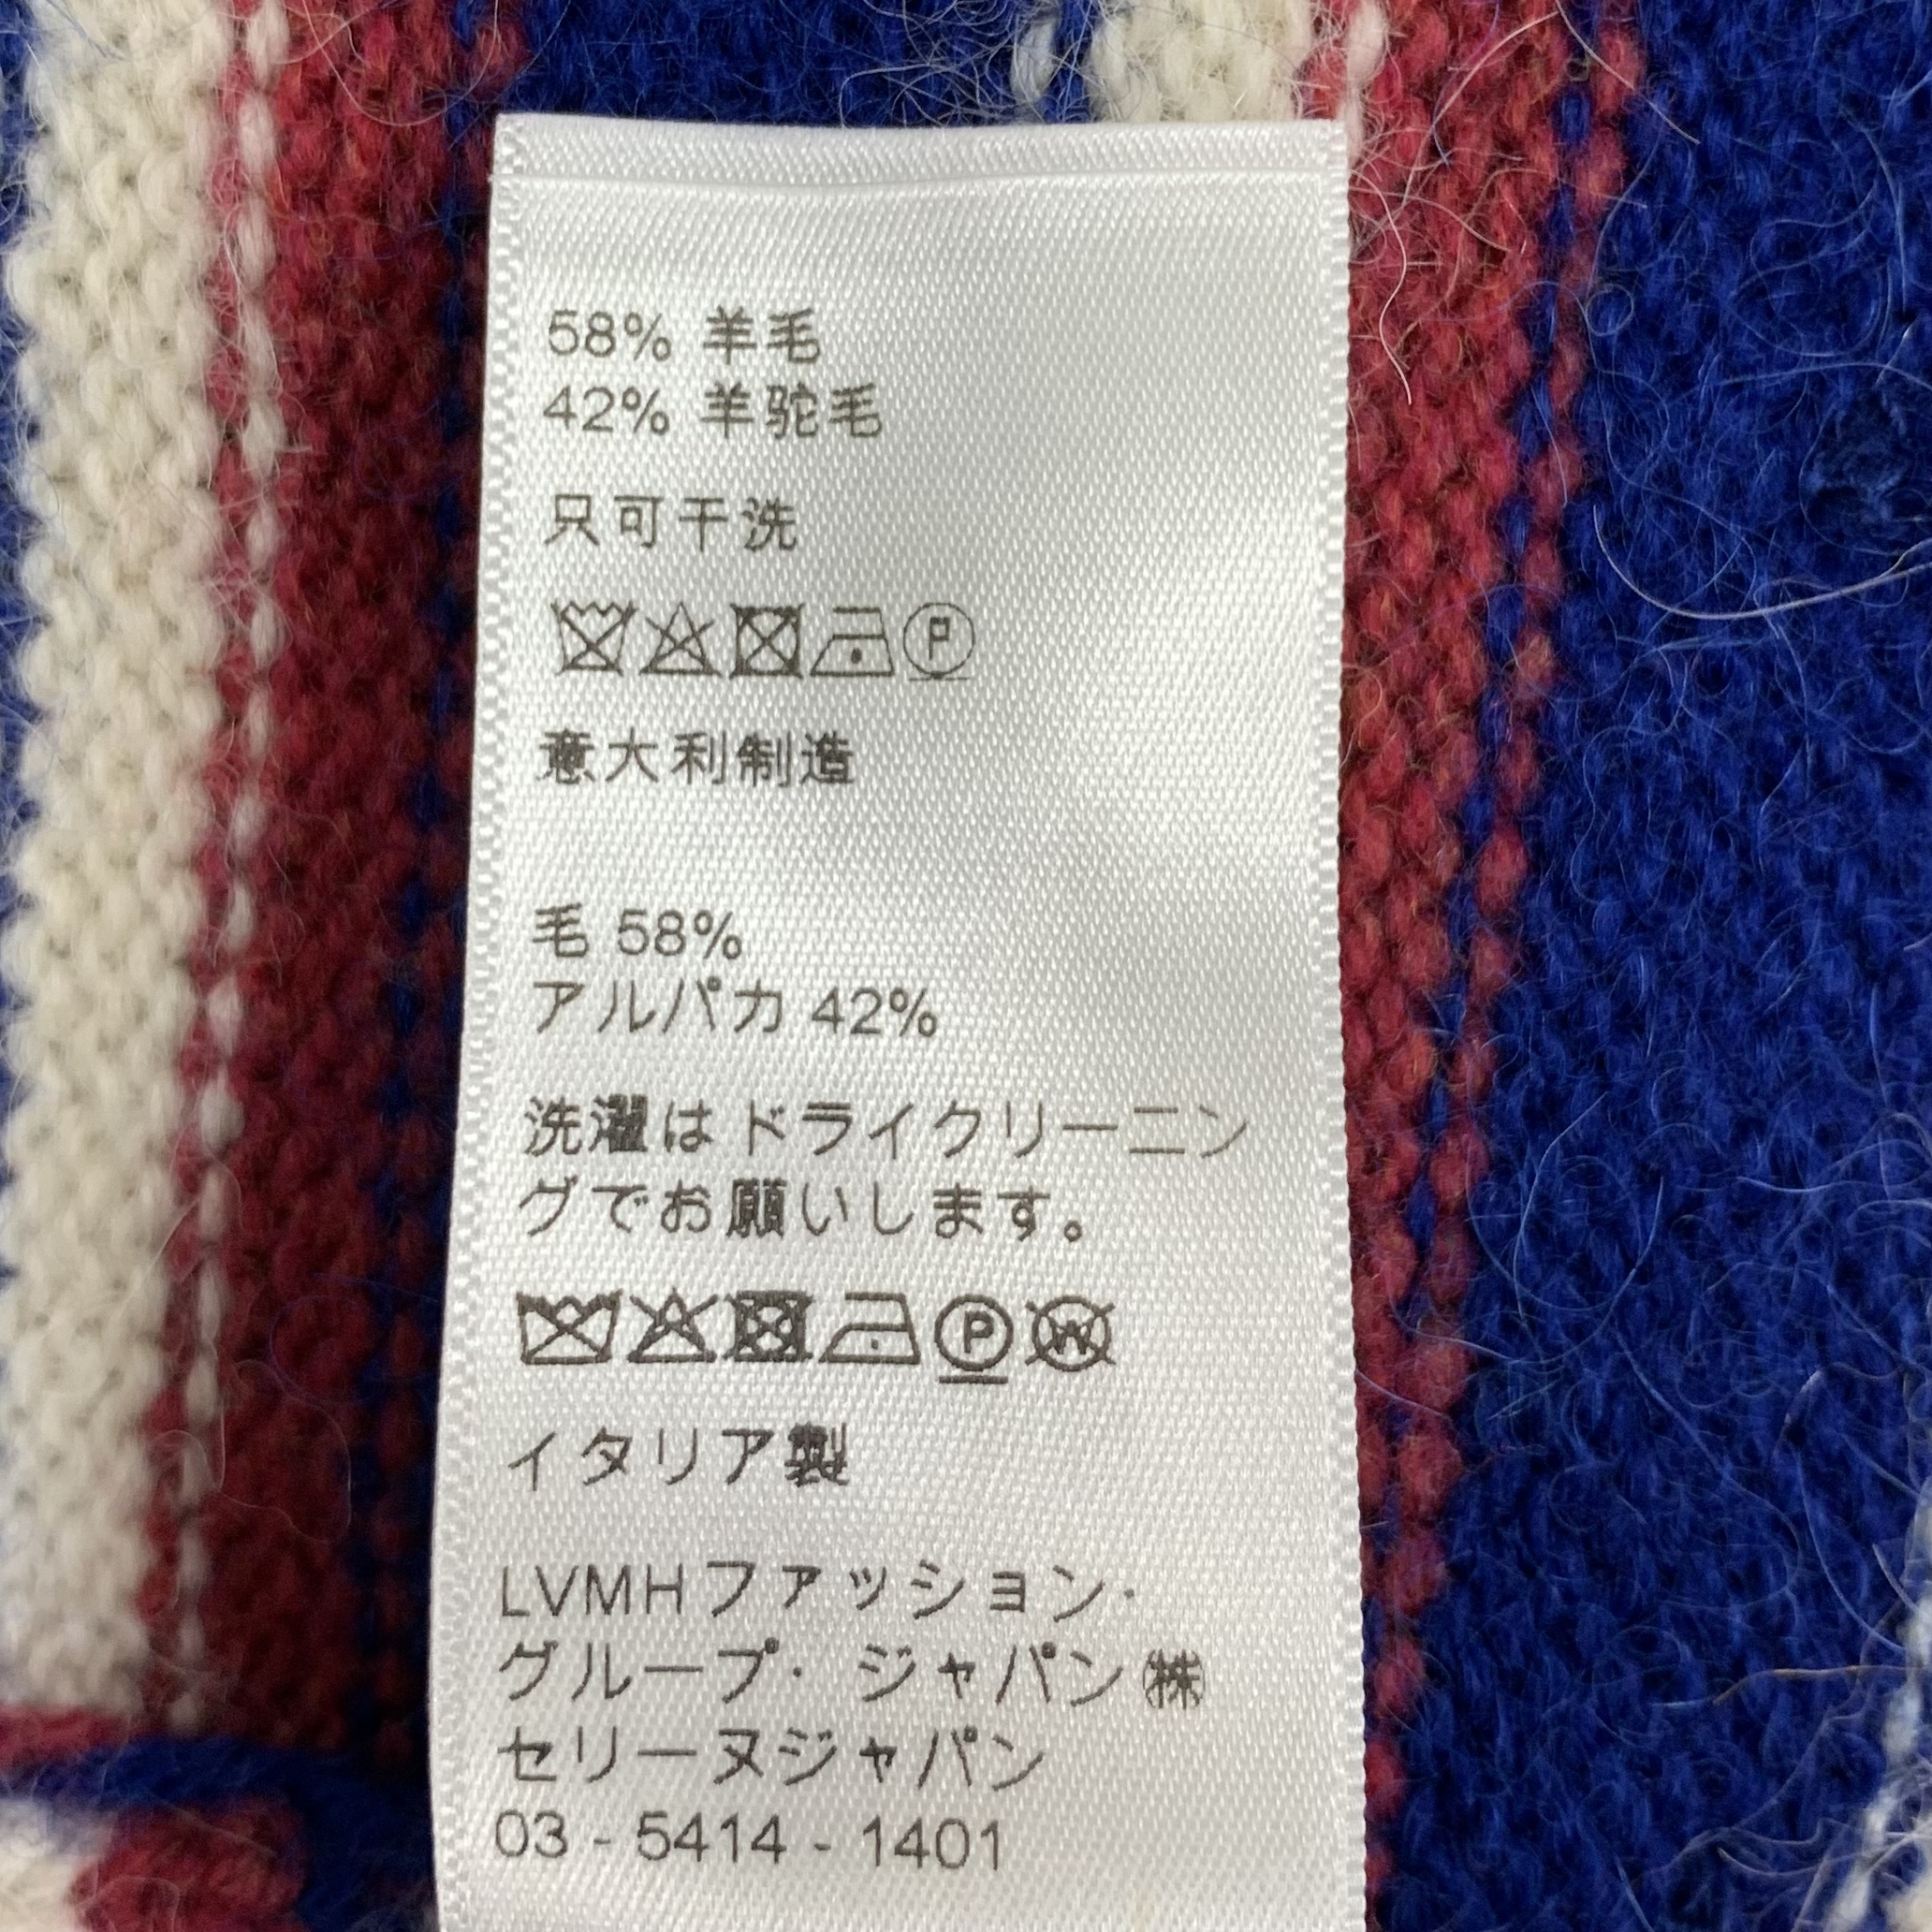 58% 羊毛
42% 羊驼毛
只可干洗
P
意大利制造
毛 58%
アルパカ 42%
洗濯はドライクリーニン
グでお願いします。
P W
イタリア製
LVMHファッション·
グループ· ジャパン㈱
セリーヌジャパン
03 - 5414 - 1401